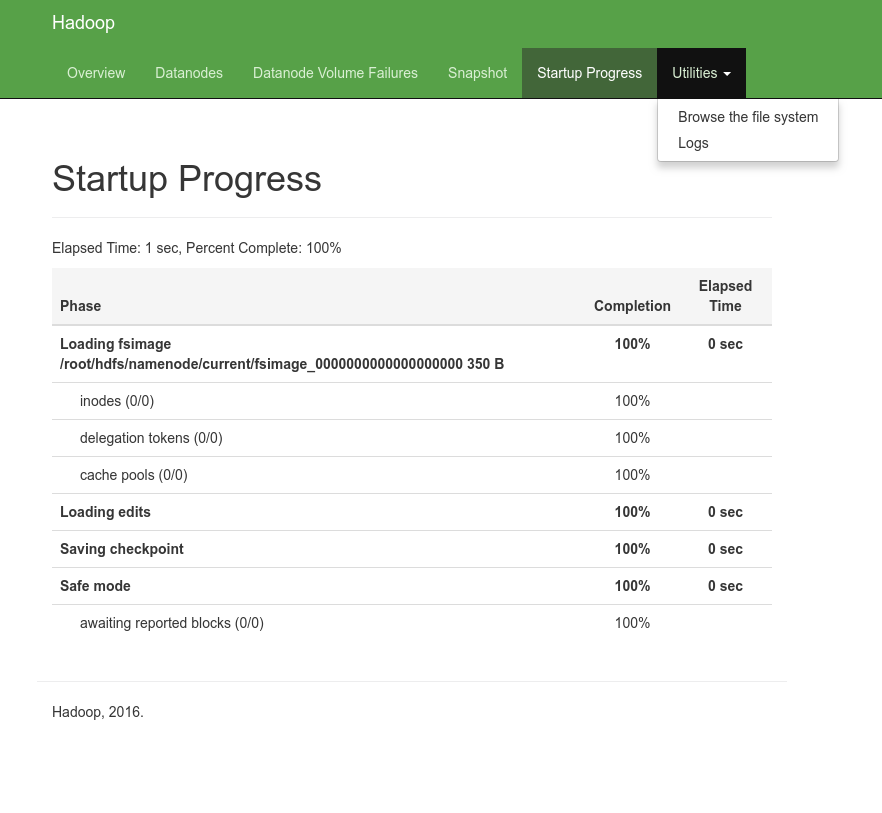 Hadoop
Overview Datanodes Datanode Volume Failures Snapshot Startup Progress Utilities
Browse the file system
Logs
Startup Progress
Elapsed Time: 1 sec, Percent Complete: 100%
Phase Completion Elapsed Time
Loading fsimage 100% 0 sec
/root/hdfs/namenode/current/fsimage_0000000000000000000 350 B
inodes (0/0) 100%
delegation tokens (0/0) 100%
cache pools (0/0) 100%
Loading edits 100% 0 sec
Saving checkpoint 100% 0 sec
Safe mode 100% 0 sec
awaiting reported blocks (0/0) 100%
Hadoop, 2016.